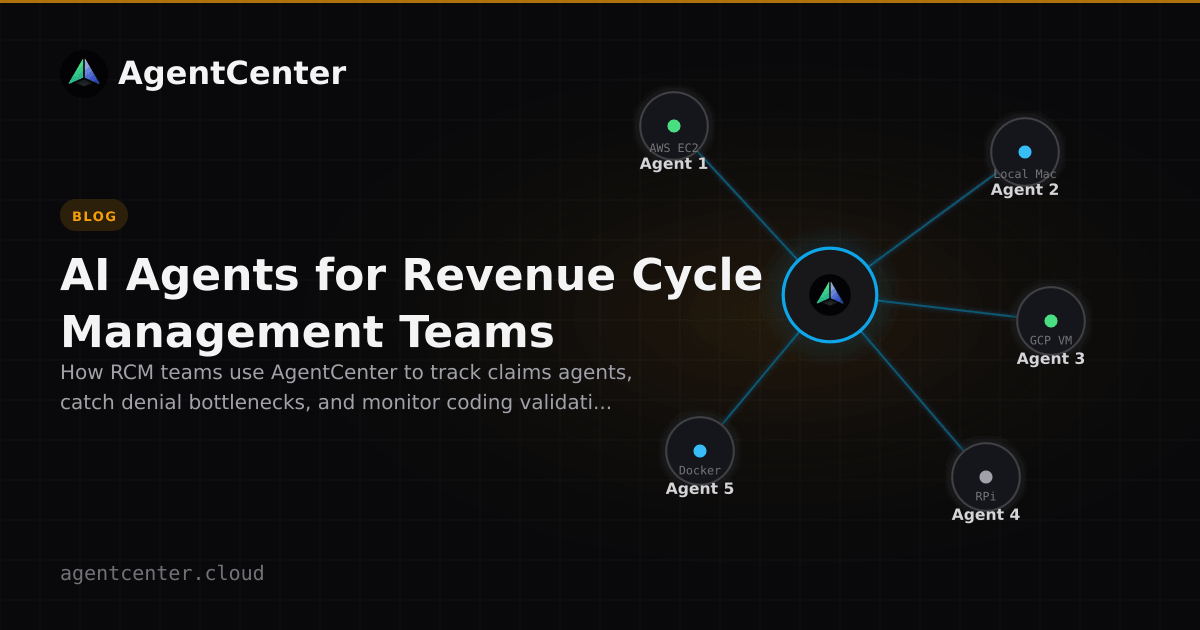 AgentCenter
BLOG
AI Agents for Revenue Cycle
Management Teams
How RCM teams use AgentCenter to track claims agents,
catch denial bottlenecks, and monitor coding validati...
agentcenter.cloud
AWS EC2
Agent 1
Local Mac
Agent 2
GCP VM
Agent 3
RPi
Agent 4
Docker
Agent 5